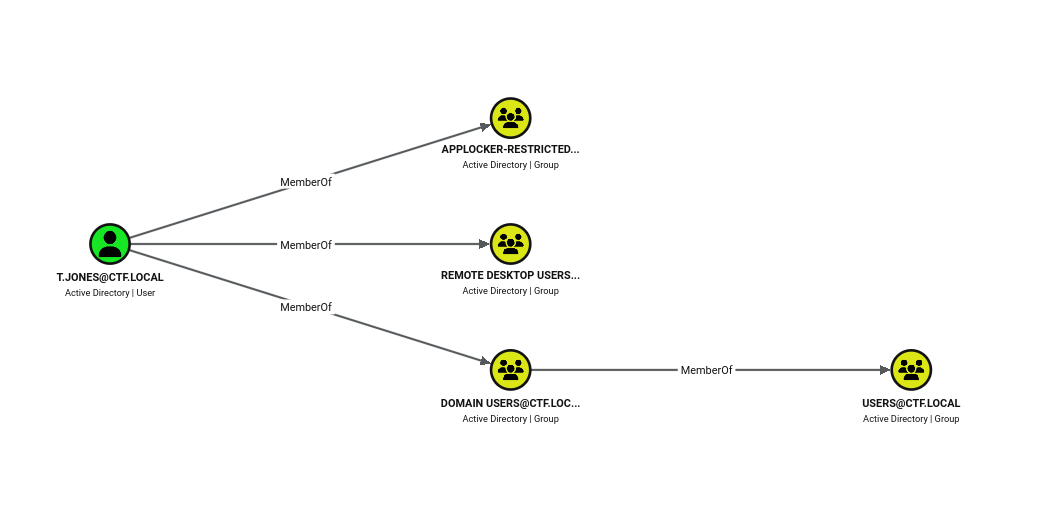 APPLOCKER-RESTRICTED...
Active Directory | Group
MemberOf
T.JONES@CTF.LOCAL
Active Directory | User
MemberOf
REMOTE DESKTOP USERS...
Active Directory | Group
MemberOf
DOMAIN USERS@CTF.LOC...
Active Directory | Group
MemberOf
USERS@CTF.LOCAL
Active Directory | Group